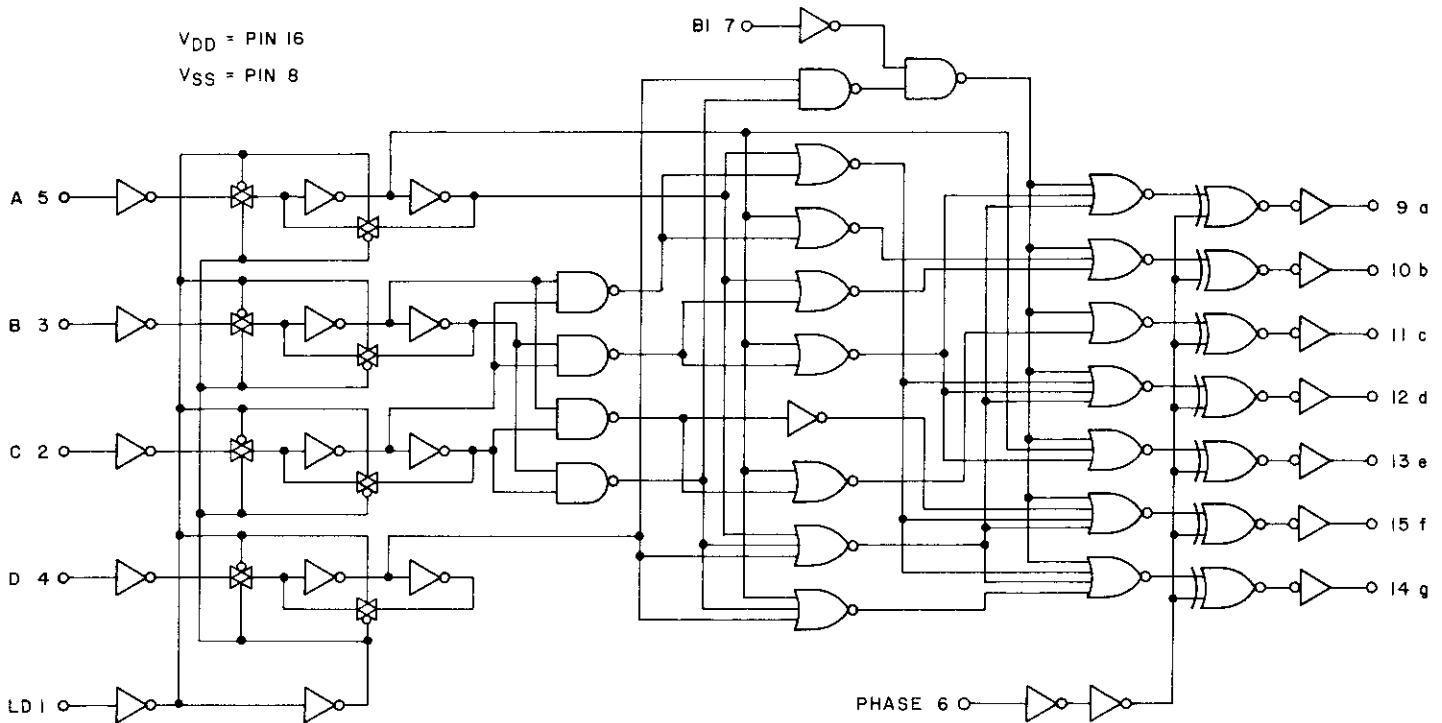 V_DD = PIN 16
V_SS = PIN 8
BI 7
A 5
B 3
C 2
D 4
LD 1
PHASE 6
9 a
10 b
11 c
12 d
13 e
15 f
14 g